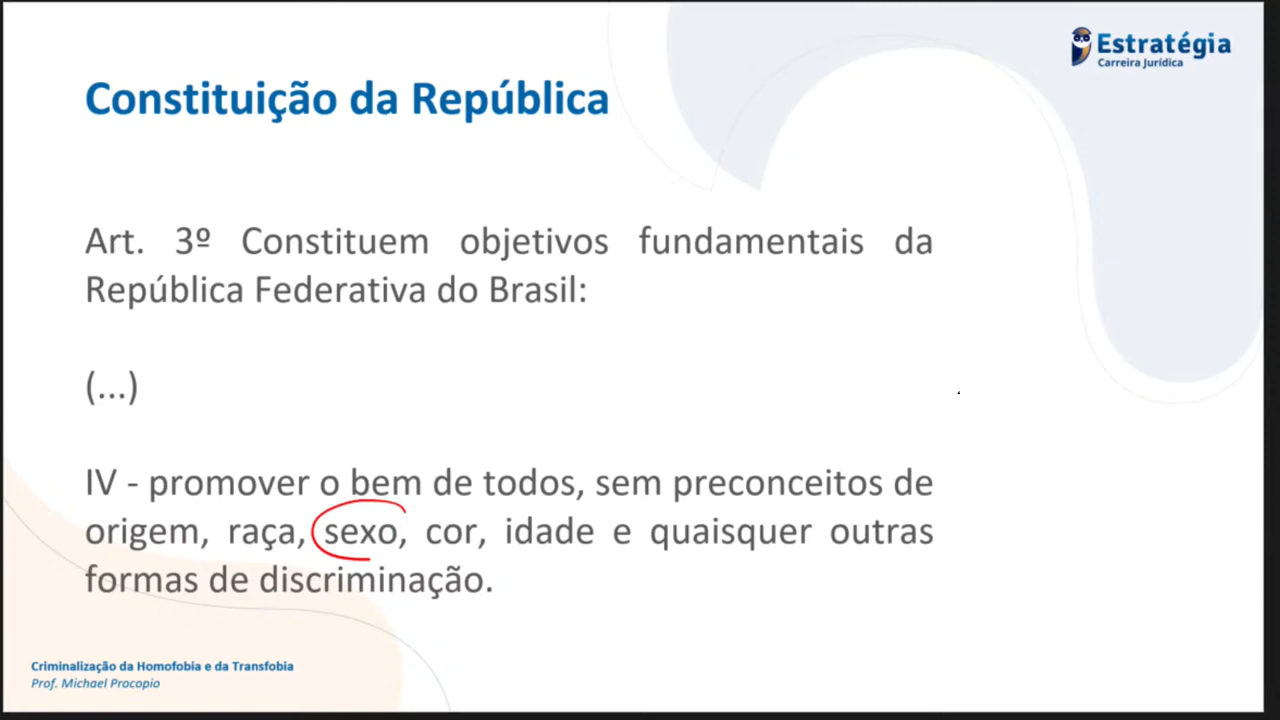 Estratégia
Carreira Jurídica
Constituição da República
Art. 3º Constituem objetivos fundamentais da
República Federativa do Brasil:
(...)
IV - promover o bem de todos, sem preconceitos de
origem, raça, sexo, cor, idade e quaisquer outras
formas de discriminação.
Criminalização da Homofobia e da Transfobia
Prof. Michael Procopio